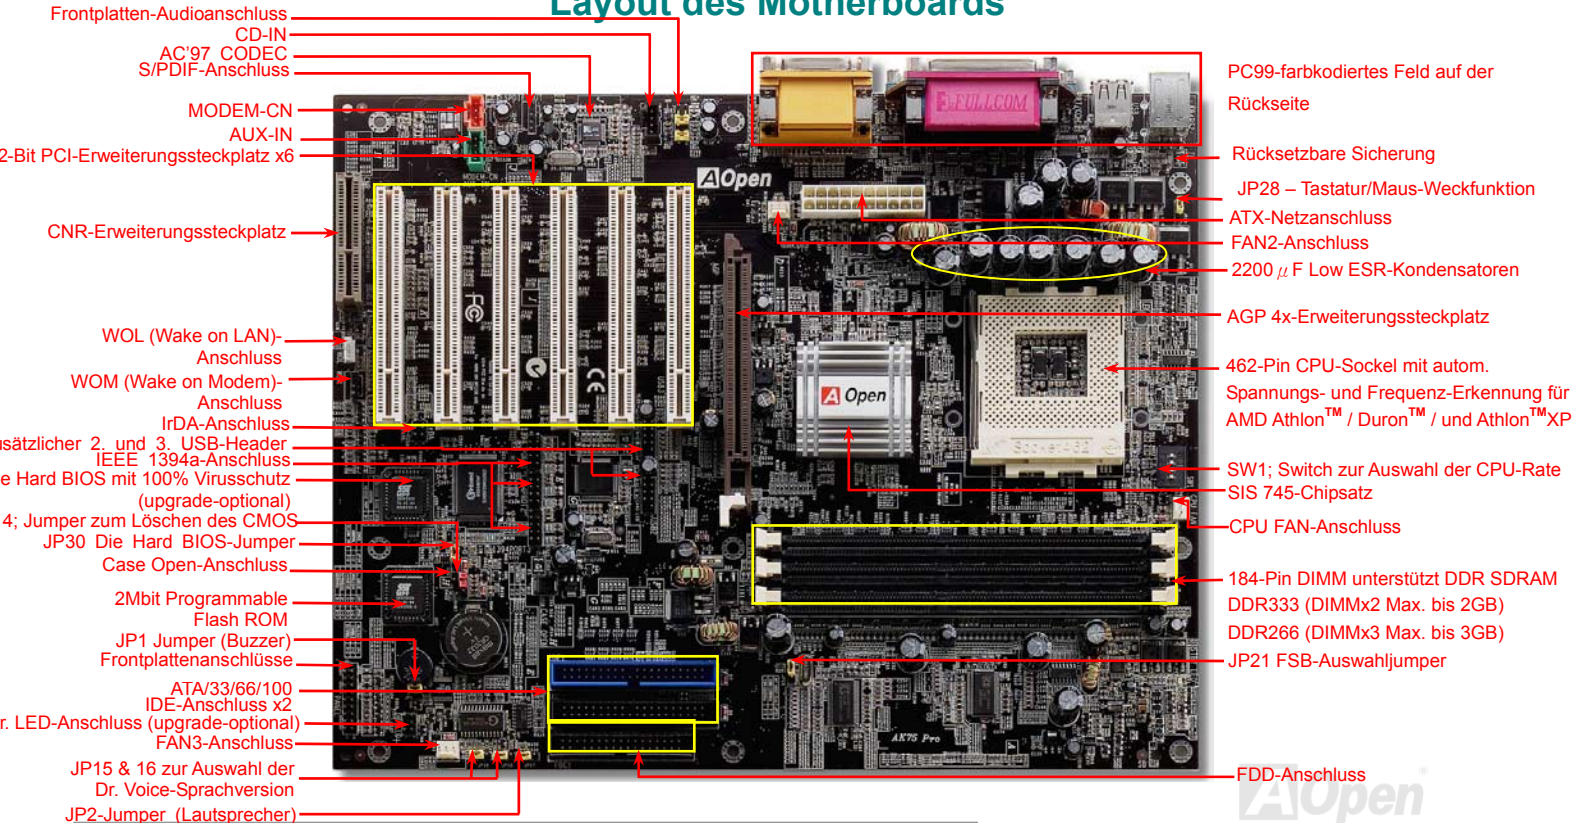 Layout des Motherboards
Frontplatten-Audioanschluss
CD-IN
AC'97 CODEC
S/PDIF-Anschluss
MODEM-CN
AUX-IN
2-Bit PCI-Erweiterungssteckplatz x6
CNR-Erweiterungssteckplatz
WOL (Wake on LAN)-
Anschluss
WOM (Wake on Modem)-
Anschluss
IrDA-Anschluss
usätzlicher 2. und 3. USB-Header
IEEE 1394a-Anschluss
e Hard BIOS mit 100% Virusschutz
(upgrade-optional)
4; Jumper zum Löschen des CMOS
JP30 Die Hard BIOS-Jumper
Case Open-Anschluss
2Mbit Programmable
Flash ROM
JP1 Jumper (Buzzer)
Frontplattenanschlüsse
ATA/33/66/100
IDE-Anschluss x2
r. LED-Anschluss (upgrade-optional)
FAN3-Anschluss
JP15 & 16 zur Auswahl der
Dr. Voice-Sprachversion
JP2-Jumper (Lautsprecher)
PC99-farbkodiertes Feld auf der
Rückseite
Rücksetzbare Sicherung
JP28 – Tastatur/Maus-Weckfunktion
ATX-Netzanschluss
FAN2-Anschluss
2200 μF Low ESR-Kondensatoren
AGP 4x-Erweiterungssteckplatz
462-Pin CPU-Sockel mit autom.
Spannungs- und Frequenz-Erkennung für
AMD Athlon™ / Duron™ / und Athlon™XP
SW1; Switch zur Auswahl der CPU-Rate
SIS 745-Chipsatz
CPU FAN-Anschluss
184-Pin DIMM unterstützt DDR SDRAM
DDR333 (DIMMx2 Max. bis 2GB)
DDR266 (DIMMx3 Max. bis 3GB)
JP21 FSB-Auswahljumper
FDD-Anschluss
AOpen
FULLCOM
AOpen
MODEM-CN
FC
CE
AK75 Pro
AOpen